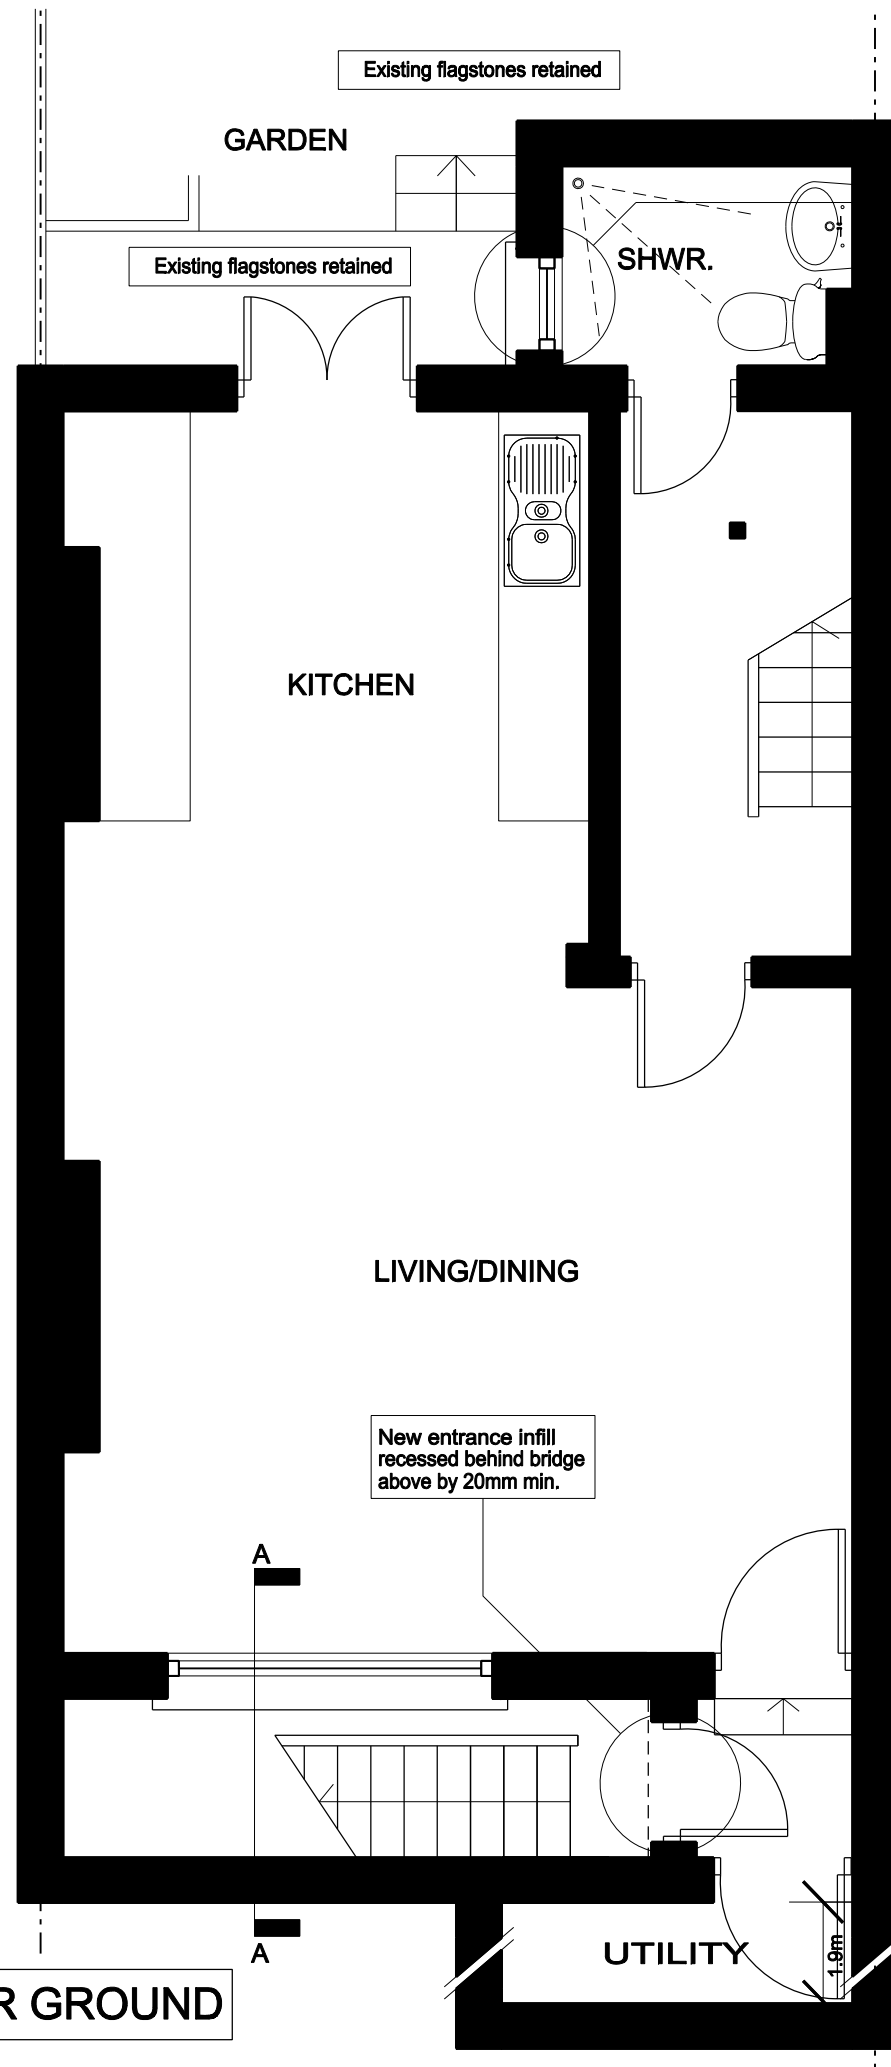 Existing flagstones retained
GARDEN
Existing flagstones retained
SHWR.
KITCHEN
LIVING/DINING
New entrance infill
recessed behind bridge
above by 20mm min.
A
A
UTILITY
1.9m
R GROUND